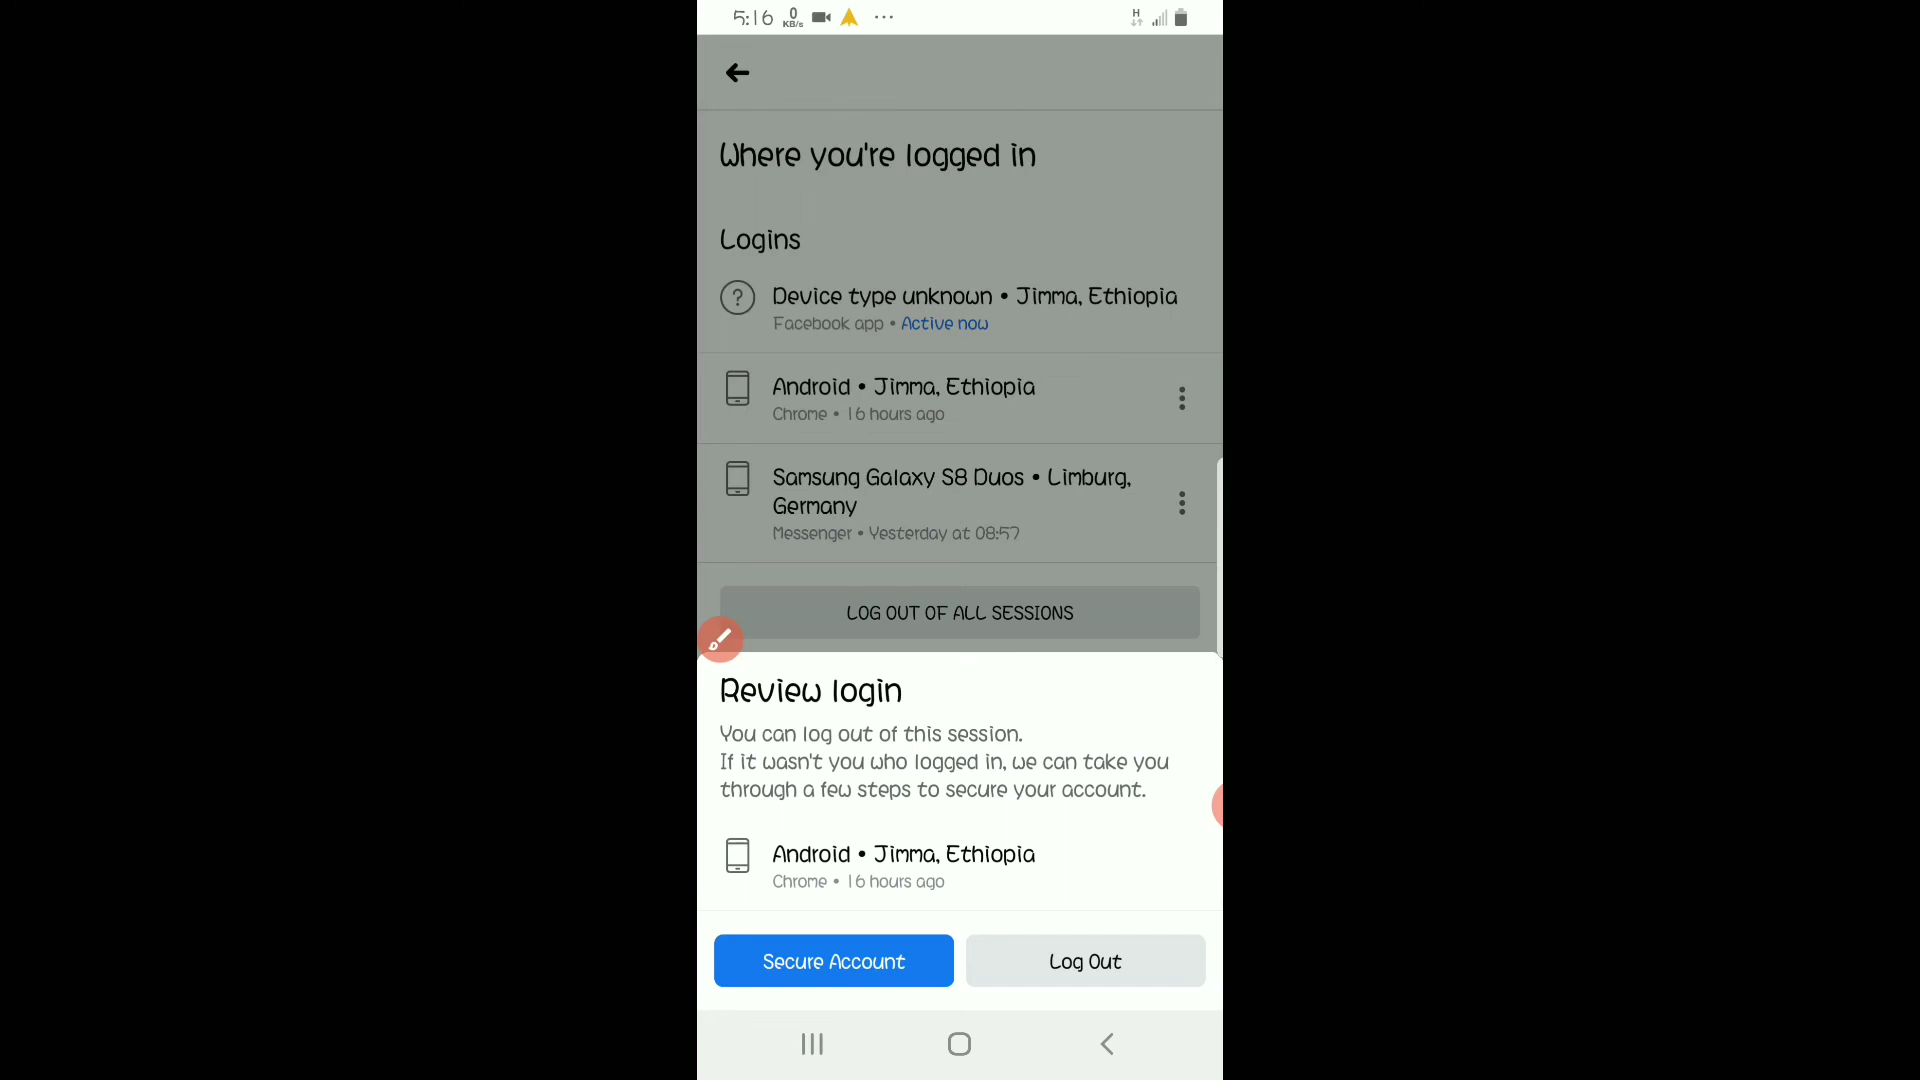 5:16 0 KB/s H
Where you're logged in
Logins
Device type unknown • Jimma, Ethiopia
Facebook app • Active now
Android • Jimma, Ethiopia
Chrome • 16 hours ago
Samsung Galaxy S8 Duos • Limburg,
Germany
Messenger • Yesterday at 08:57
LOG OUT OF ALL SESSIONS
Review login
You can log out of this session.
If it wasn't you who logged in, we can take you
through a few steps to secure your account.
Android • Jimma, Ethiopia
Chrome • 16 hours ago
Secure Account Log Out